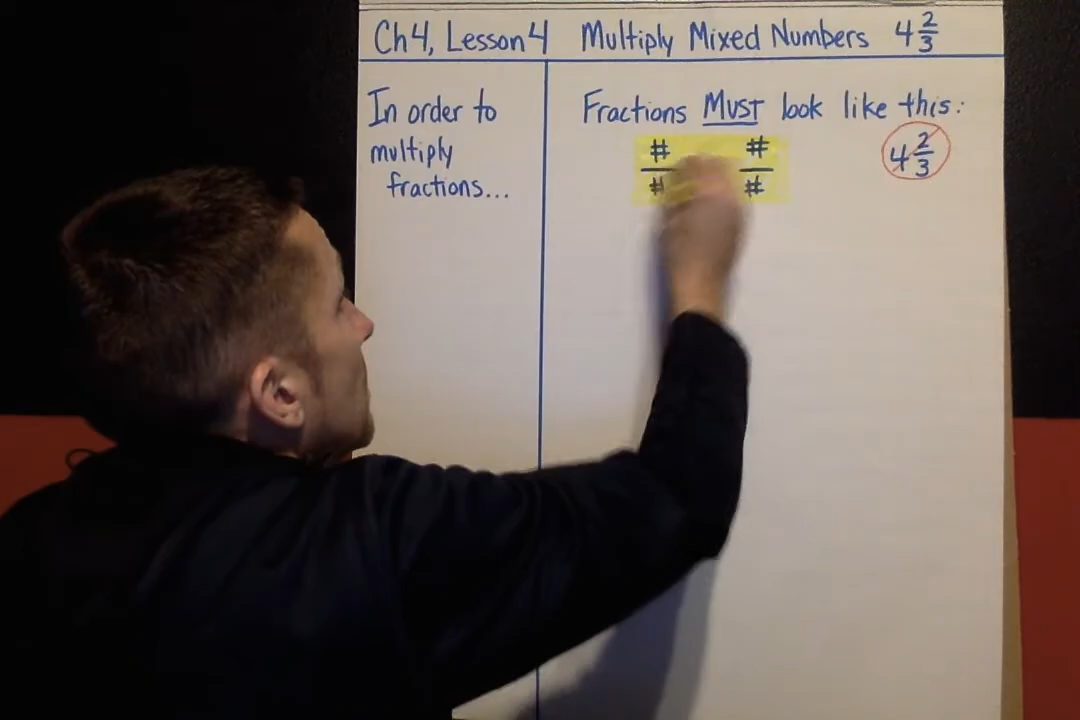 Ch4, Lesson 4 Multiply Mixed Numbers 4 2/3
In order to
multiply
fractions...
Fractions MUST look like this:
# #
# #
4 2/3